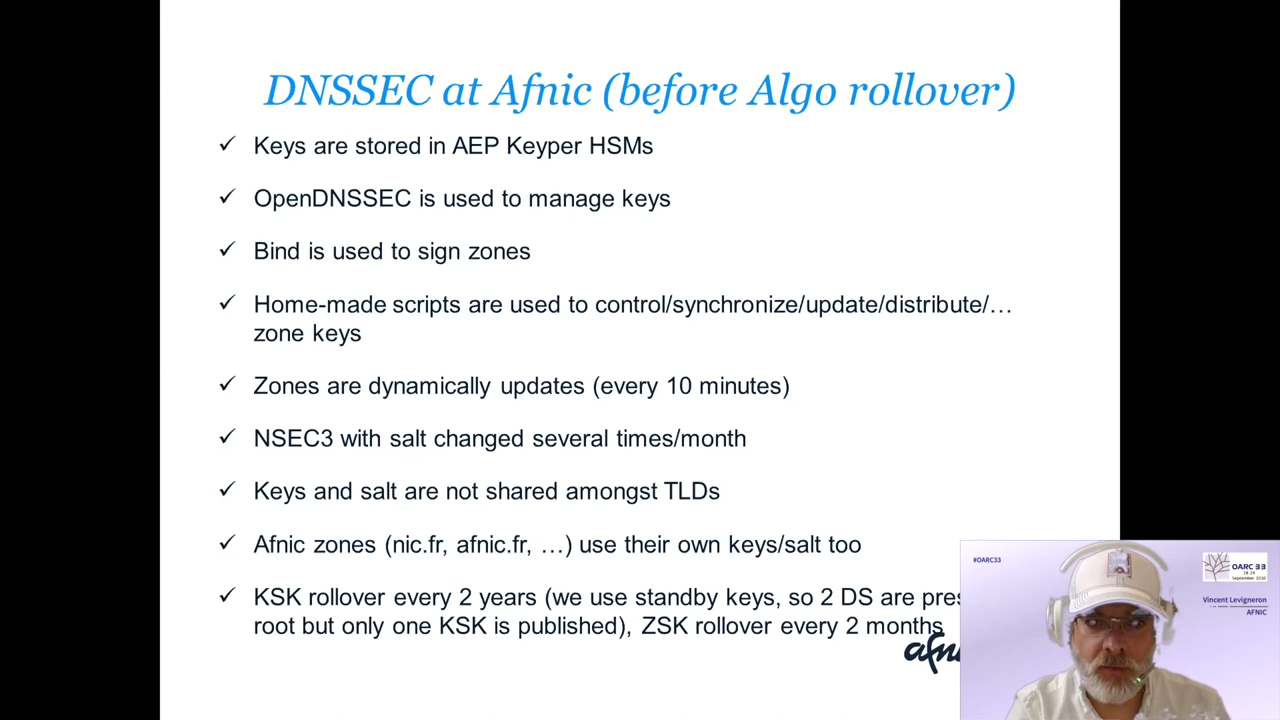 DNSSEC at Afnic (before Algo rollover)
✓ Keys are stored in AEP Keyper HSMs
✓ OpenDNSSEC is used to manage keys
✓ Bind is used to sign zones
✓ Home-made scripts are used to control/synchronize/update/distribute/…
zone keys
✓ Zones are dynamically updates (every 10 minutes)
✓ NSEC3 with salt changed several times/month
✓ Keys and salt are not shared amongst TLDs
✓ Afnic zones (nic.fr, afnic.fr, …) use their own keys/salt too
✓ KSK rollover every 2 years (we use standby keys, so 2 DS are pres
root but only one KSK is published), ZSK rollover every 2 months
afni
#OARC33
OARC 33
28-29
September 2020
Vincent Levigneron
AFNIC